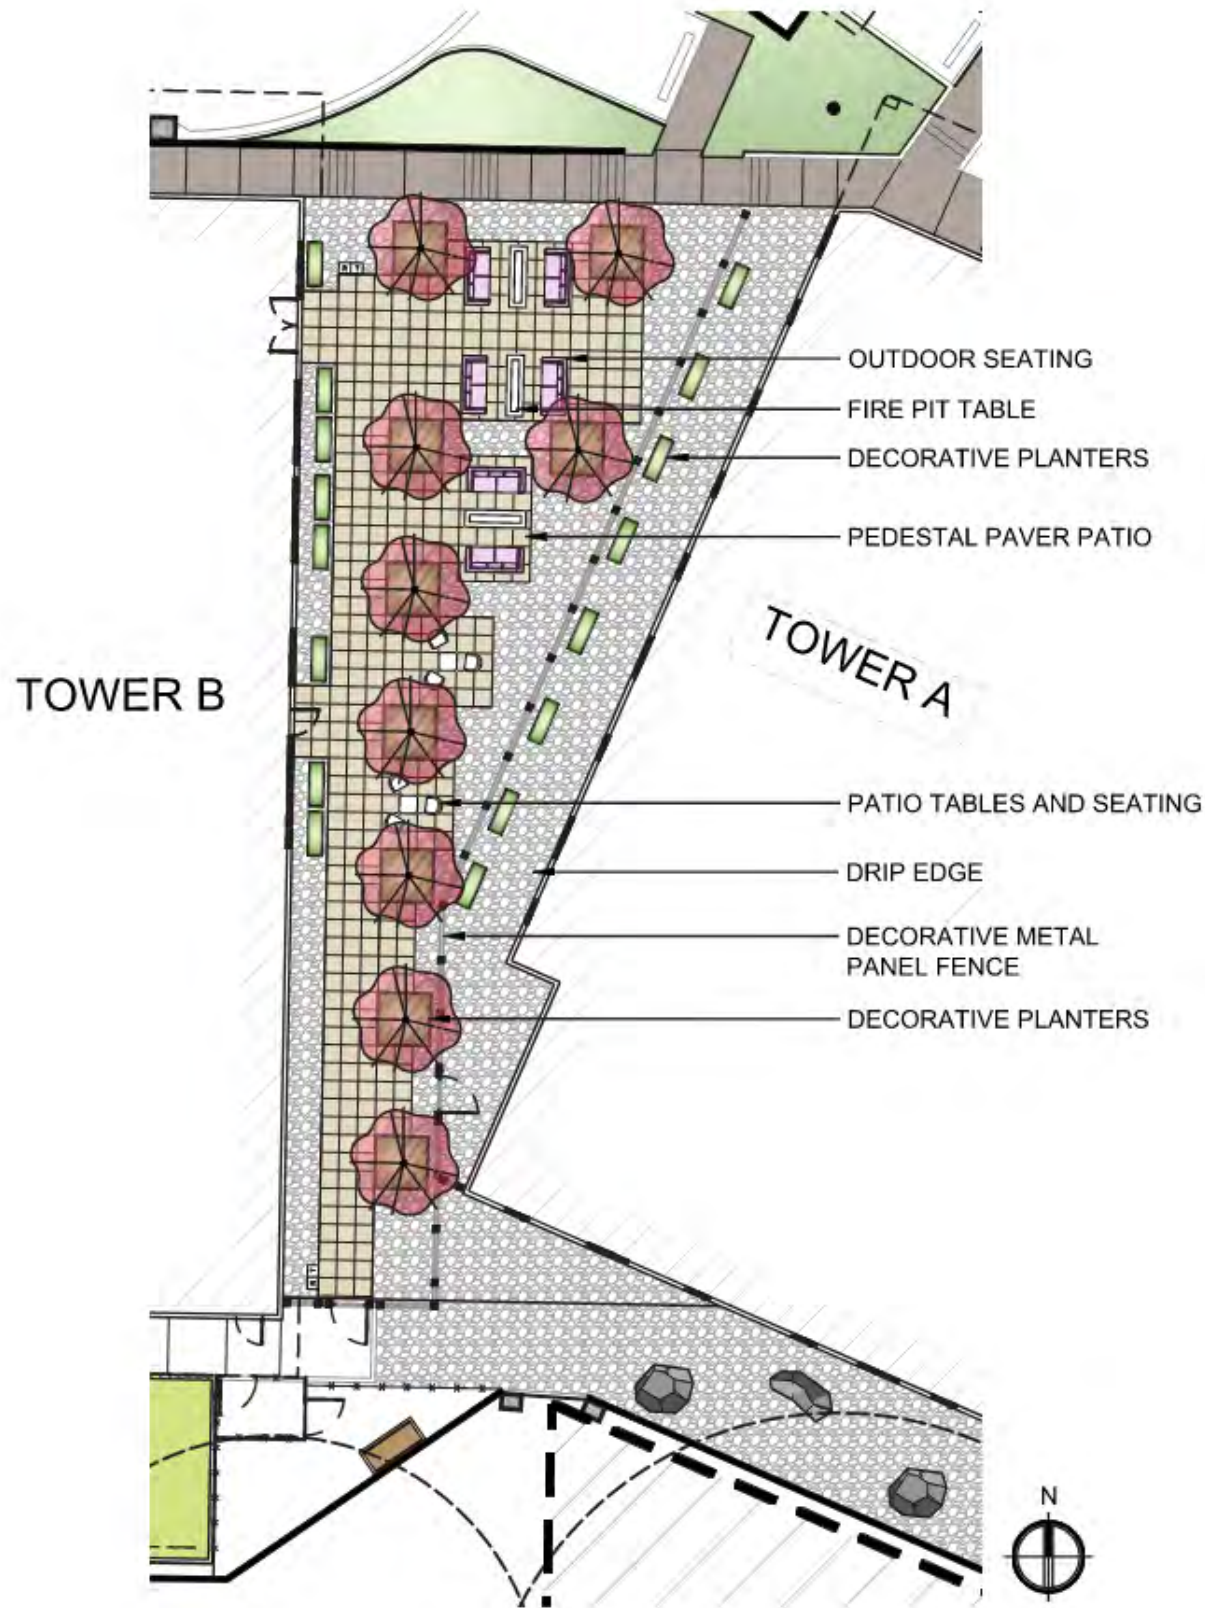 OUTDOOR SEATING
FIRE PIT TABLE
DECORATIVE PLANTERS
PEDESTAL PAVER PATIO
TOWER A
TOWER B
PATIO TABLES AND SEATING
DRIP EDGE
DECORATIVE METAL
PANEL FENCE
DECORATIVE PLANTERS
N